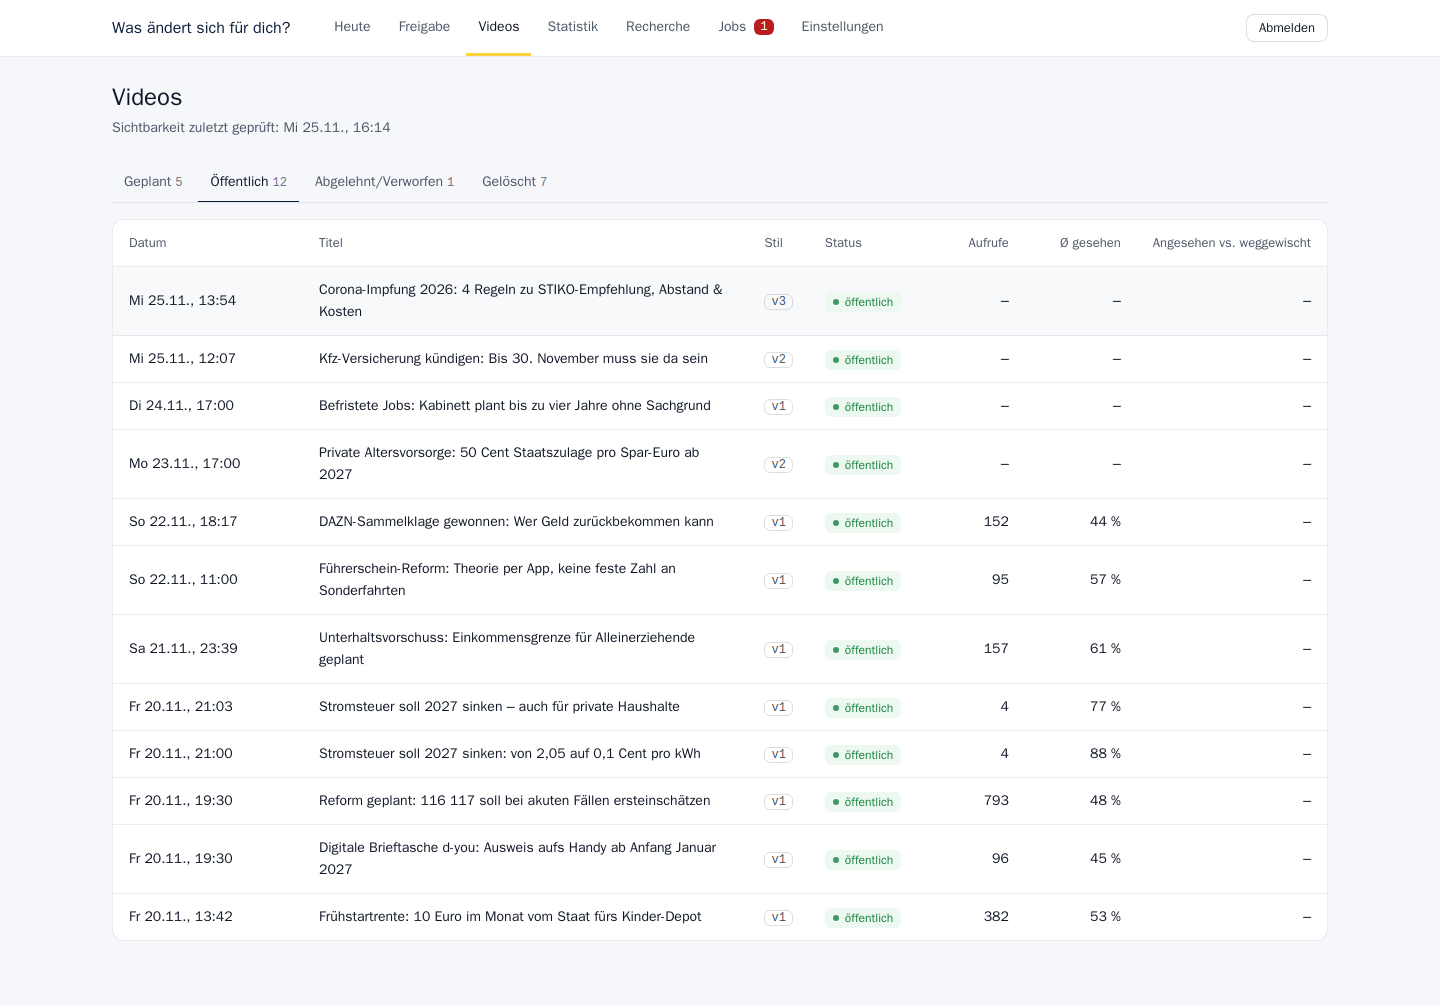 Was ändert sich für dich? Heute Freigabe Videos Statistik Recherche Jobs 1 Einstellungen Abmelden
Videos
Sichtbarkeit zuletzt geprüft: Mi 25.11., 16:14
Geplant 5 Öffentlich 12 Abgelehnt/Verworfen 1 Gelöscht 7
Datum Titel Stil Status Aufrufe Ø gesehen Angesehen vs. weggewischt
Mi 25.11., 13:54 Corona-Impfung 2026: 4 Regeln zu STIKO-Empfehlung, Abstand &
Kosten v3 öffentlich – – –
Mi 25.11., 12:07 Kfz-Versicherung kündigen: Bis 30. November muss sie da sein v2 öffentlich – – –
Di 24.11., 17:00 Befristete Jobs: Kabinett plant bis zu vier Jahre ohne Sachgrund v1 öffentlich – – –
Mo 23.11., 17:00 Private Altersvorsorge: 50 Cent Staatszulage pro Spar-Euro ab
2027 v2 öffentlich – – –
So 22.11., 18:17 DAZN-Sammelklage gewonnen: Wer Geld zurückbekommen kann v1 öffentlich 152 44 % –
So 22.11., 11:00 Führerschein-Reform: Theorie per App, keine feste Zahl an
Sonderfahrten v1 öffentlich 95 57 % –
Sa 21.11., 23:39 Unterhaltsvorschuss: Einkommensgrenze für Alleinerziehende
geplant v1 öffentlich 157 61 % –
Fr 20.11., 21:03 Stromsteuer soll 2027 sinken – auch für private Haushalte v1 öffentlich 4 77 % –
Fr 20.11., 21:00 Stromsteuer soll 2027 sinken: von 2,05 auf 0,1 Cent pro kWh v1 öffentlich 4 88 % –
Fr 20.11., 19:30 Reform geplant: 116 117 soll bei akuten Fällen ersteinschätzen v1 öffentlich 793 48 % –
Fr 20.11., 19:30 Digitale Brieftasche d-you: Ausweis aufs Handy ab Anfang Januar
2027 v1 öffentlich 96 45 % –
Fr 20.11., 13:42 Frühstartrente: 10 Euro im Monat vom Staat fürs Kinder-Depot v1 öffentlich 382 53 % –